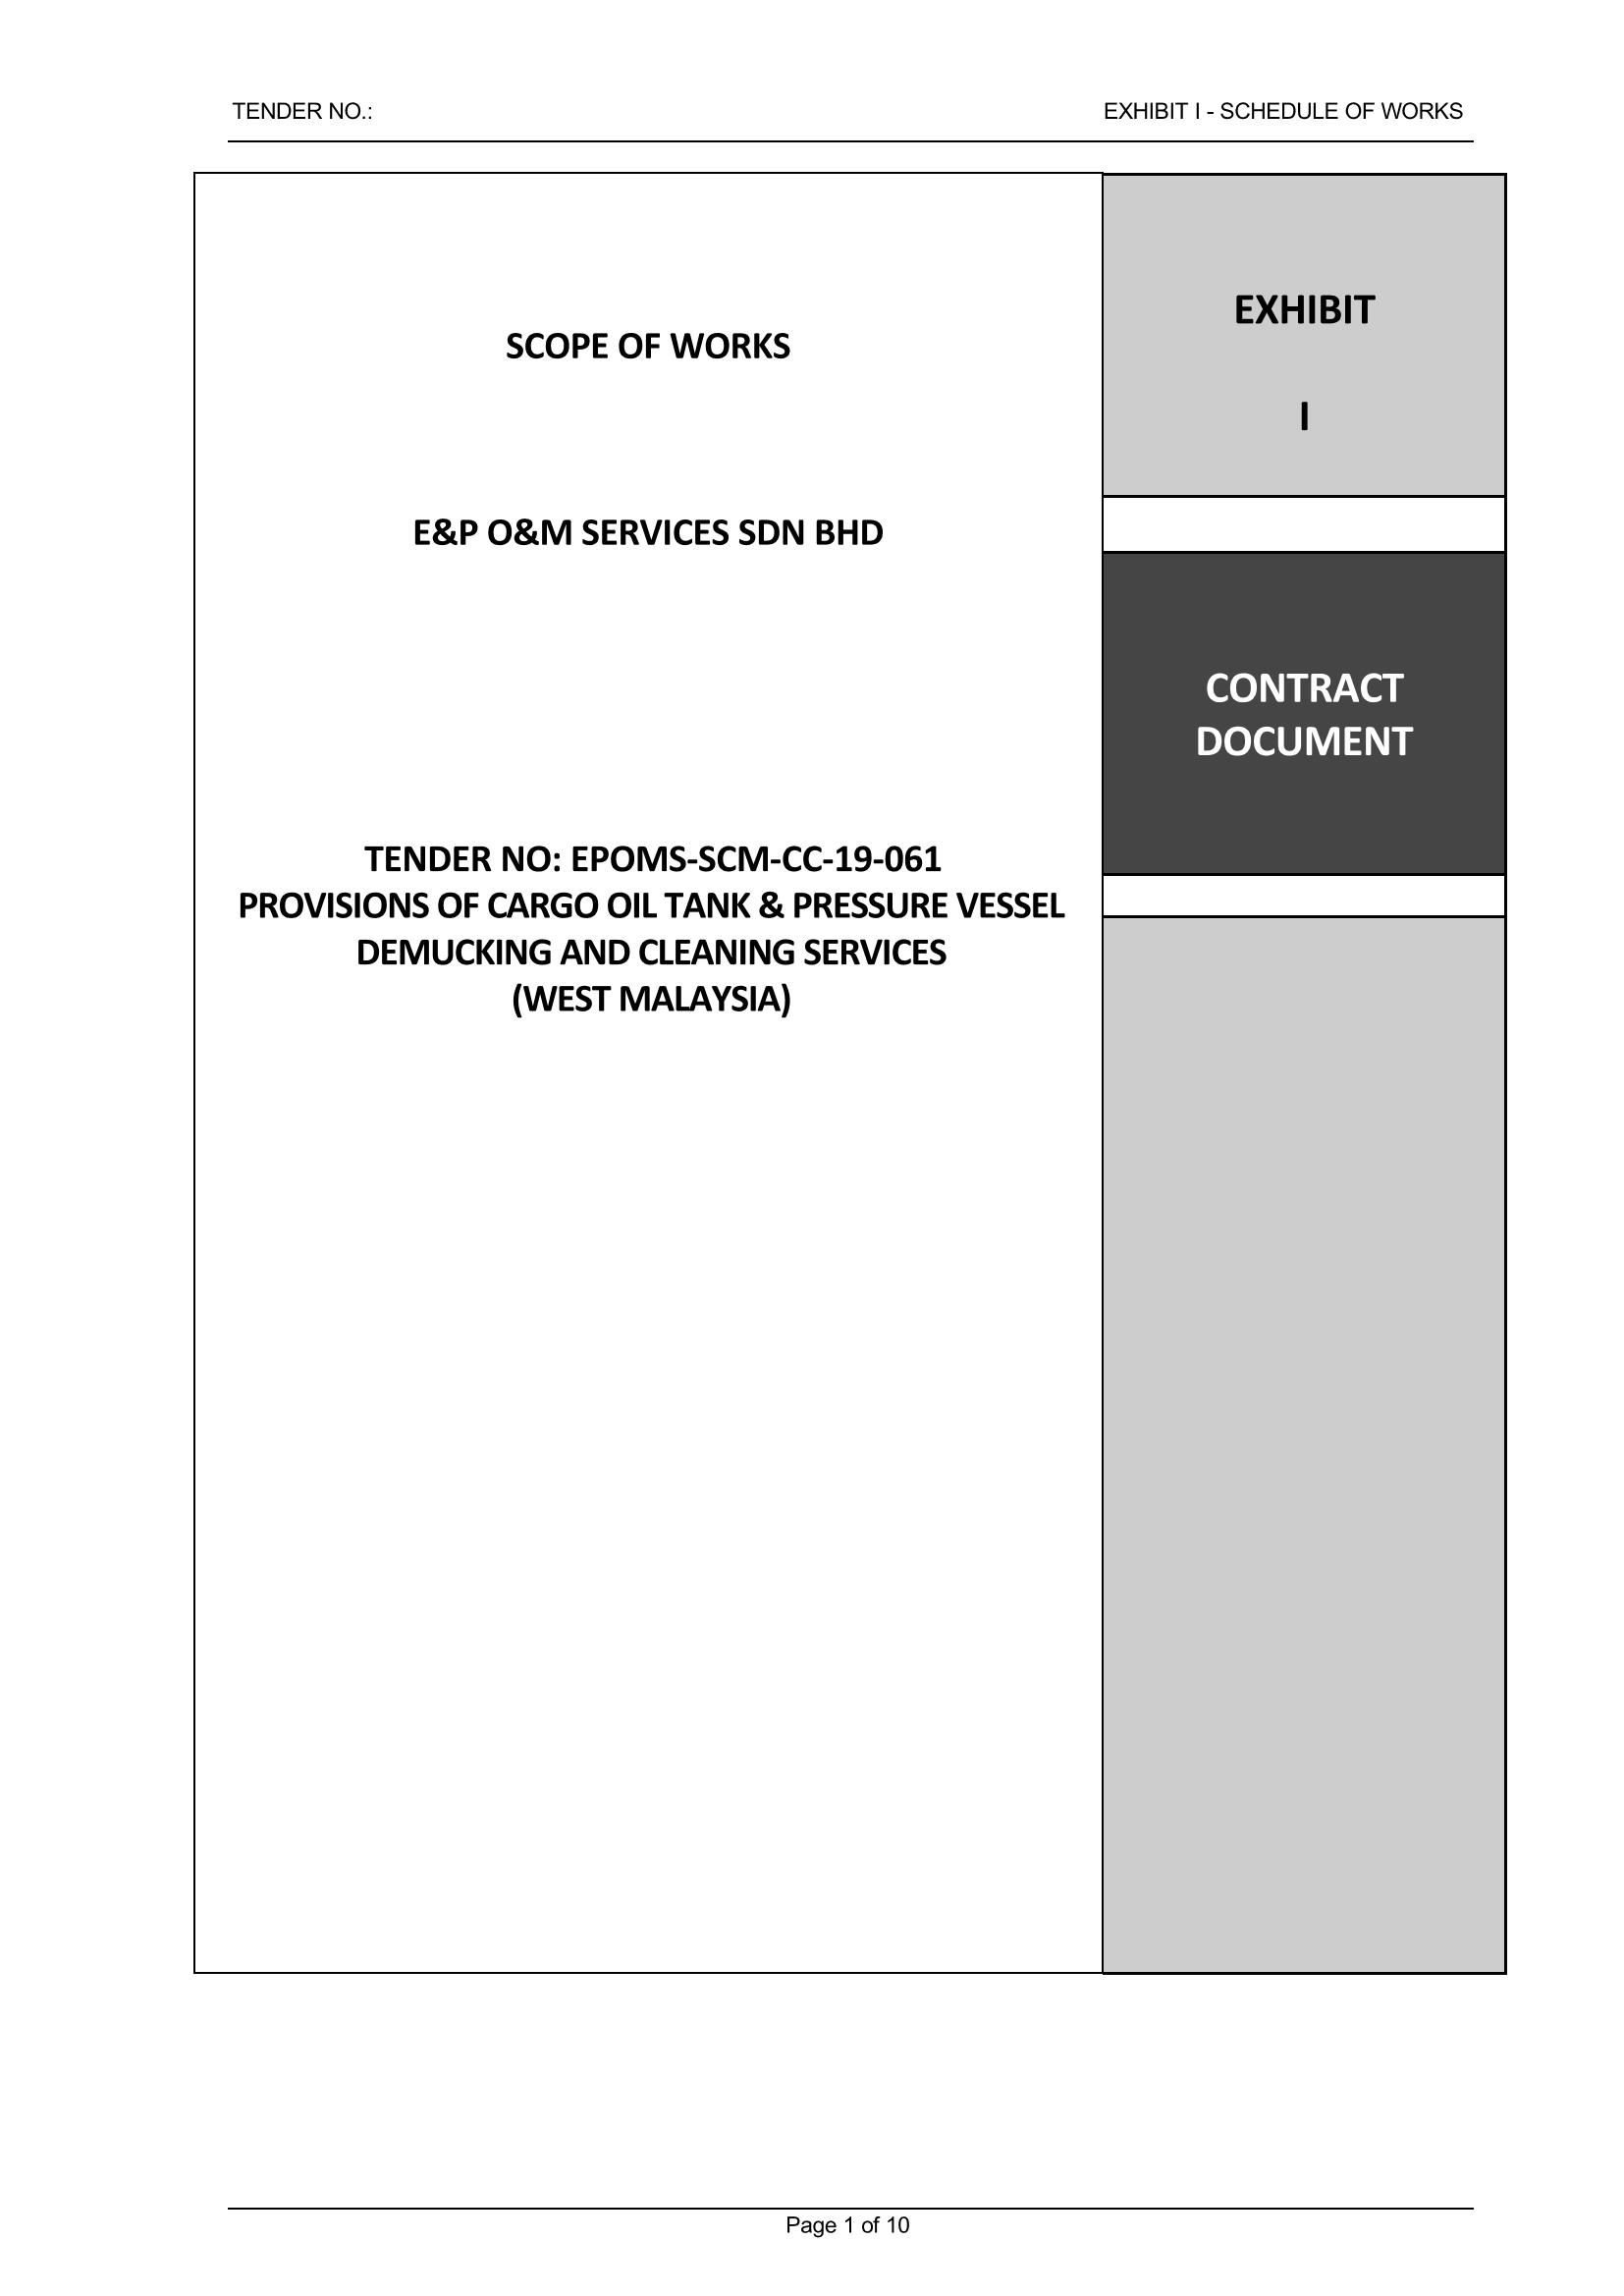 TENDER NO.: EXHIBIT I - SCHEDULE OF WORKS
SCOPE OF WORKS
E&P O&M SERVICES SDN BHD
TENDER NO: EPOMS-SCM-CC-19-061
PROVISIONS OF CARGO OIL TANK & PRESSURE VESSEL
DEMUCKING AND CLEANING SERVICES
(WEST MALAYSIA)
EXHIBIT
I
CONTRACT
DOCUMENT
Page 1 of 10